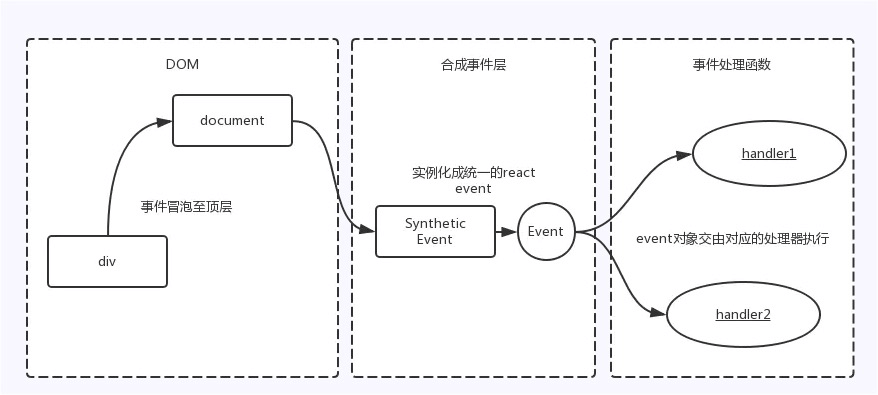 DOM
document
事件冒泡至顶层
div
合成事件层
实例化成统一的react
event
Synthetic
Event
Event
事件处理函数
handler1
event对象交由对应的处理器执行
handler2